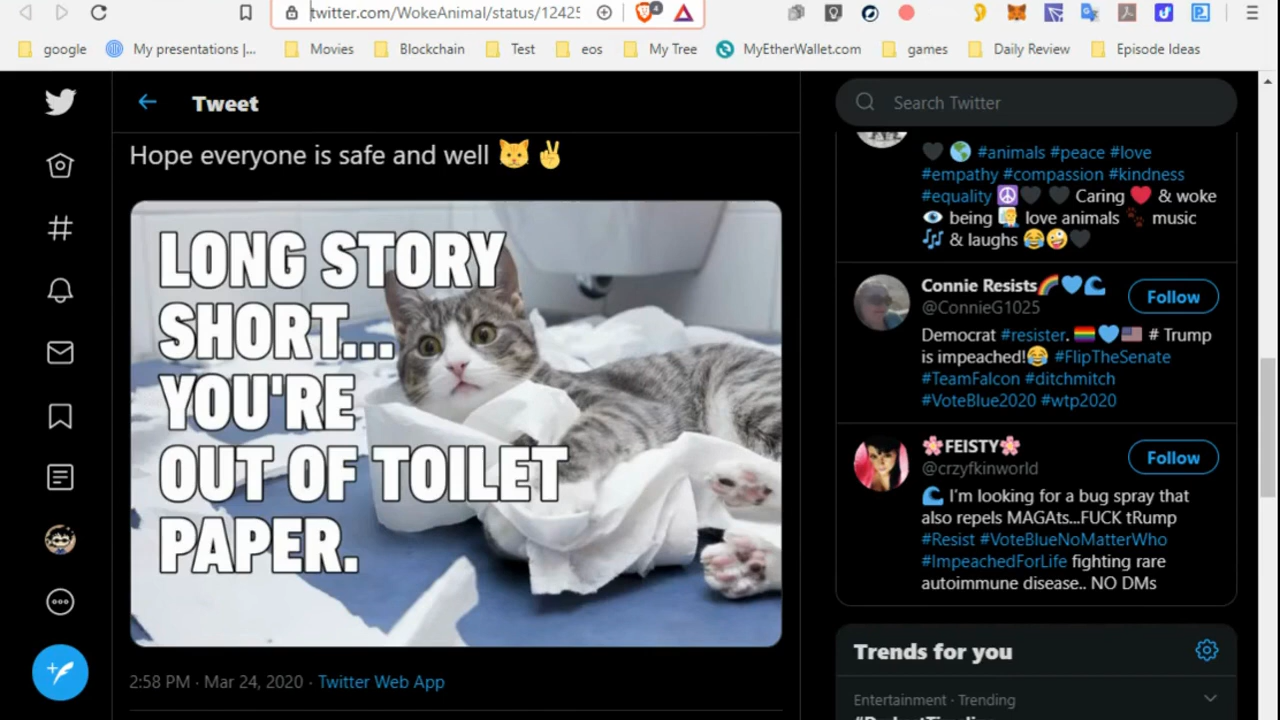 twitter.com/WokeAnimal/status/12425
google
My presentations |...
Movies
Blockchain
Test
eos
My Tree
MyEtherWallet.com
games
Daily Review
Episode Ideas
Tweet
Hope everyone is safe and well 🐱✌
LONG STORY
SHORT...
YOU'RE
OUT OF TOILET
PAPER.
2:58 PM · Mar 24, 2020 · Twitter Web App
Search Twitter
🖤 🌎 #animals #peace #love
#empathy #compassion #kindness
#equality ☮🖤 🖤 Caring ❤ & woke
👁 being love animals 🐾 music
🎶 & laughs 😂🤪🖤
Connie Resists🌈💙🌊
Follow
@ConnieG1025
Democrat #resister. 🏳️‍🌈💙🇺🇸 # Trump
is impeached!😂 #FlipTheSenate
#TeamFalcon #ditchmitch
#VoteBlue2020 #wtp2020
🌸FEISTY🌸
Follow
@crzyfkinworld
🌊 I'm looking for a bug spray that
also repels MAGAts...FUCK tRump
#Resist #VoteBlueNoMatterWho
#ImpeachedForLife fighting rare
autoimmune disease.. NO DMs
Trends for you
Entertainment · Trending